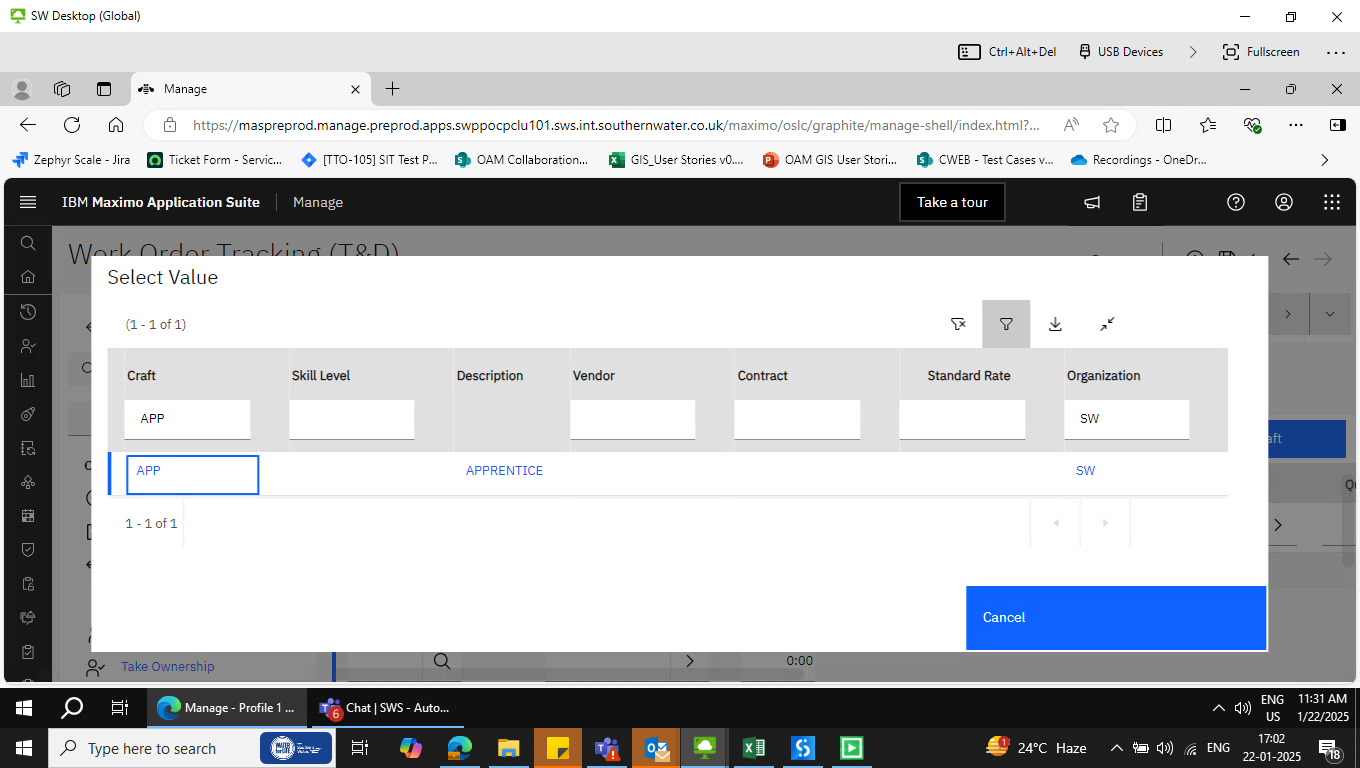 SW Desktop (Global)
Ctrl+Alt+Del
USB Devices
Fullscreen
Manage
https://maspreprod.manage.preprod.apps.swppocpclu101.sws.int.southernwater.co.uk/maximo/oslc/graphite/manage-shell/index.html?...
Zephyr Scale - Jira
Ticket Form - Servic...
[TTO-105] SIT Test P...
OAM Collaboration...
GIS_User Stories v0....
OAM GIS User Stori...
CWEB - Test Cases v...
Recordings - OneDr...
IBM Maximo Application Suite
Manage
Take a tour
Work Order Tracking (T&D)
Select Value
(1 - 1 of 1)
Craft
Skill Level
Description
Vendor
Contract
Standard Rate
Organization
APP
SW
APP
APPRENTICE
SW
1 - 1 of 1
Cancel
Take Ownership
0:00
Manage - Profile 1 ...
6
Chat | SWS - Auto...
ENG
US
11:31 AM
1/22/2025
Type here to search
1
24°C Haze
ENG
17:02
22-01-2025
18